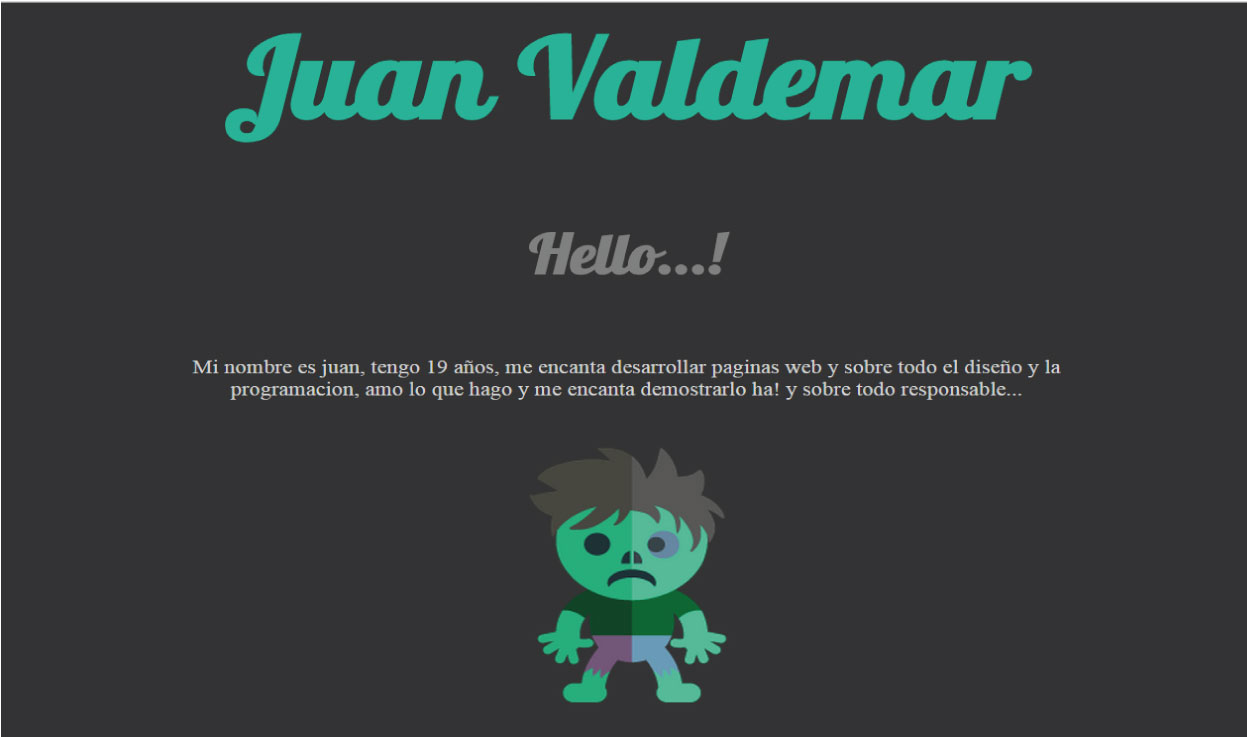 Juan Valdemar
Hello...!
Mi nombre es juan, tengo 19 años, me encanta desarrollar paginas web y sobre todo el diseño y la
programacion, amo lo que hago y me encanta demostrarlo ha! y sobre todo responsable...